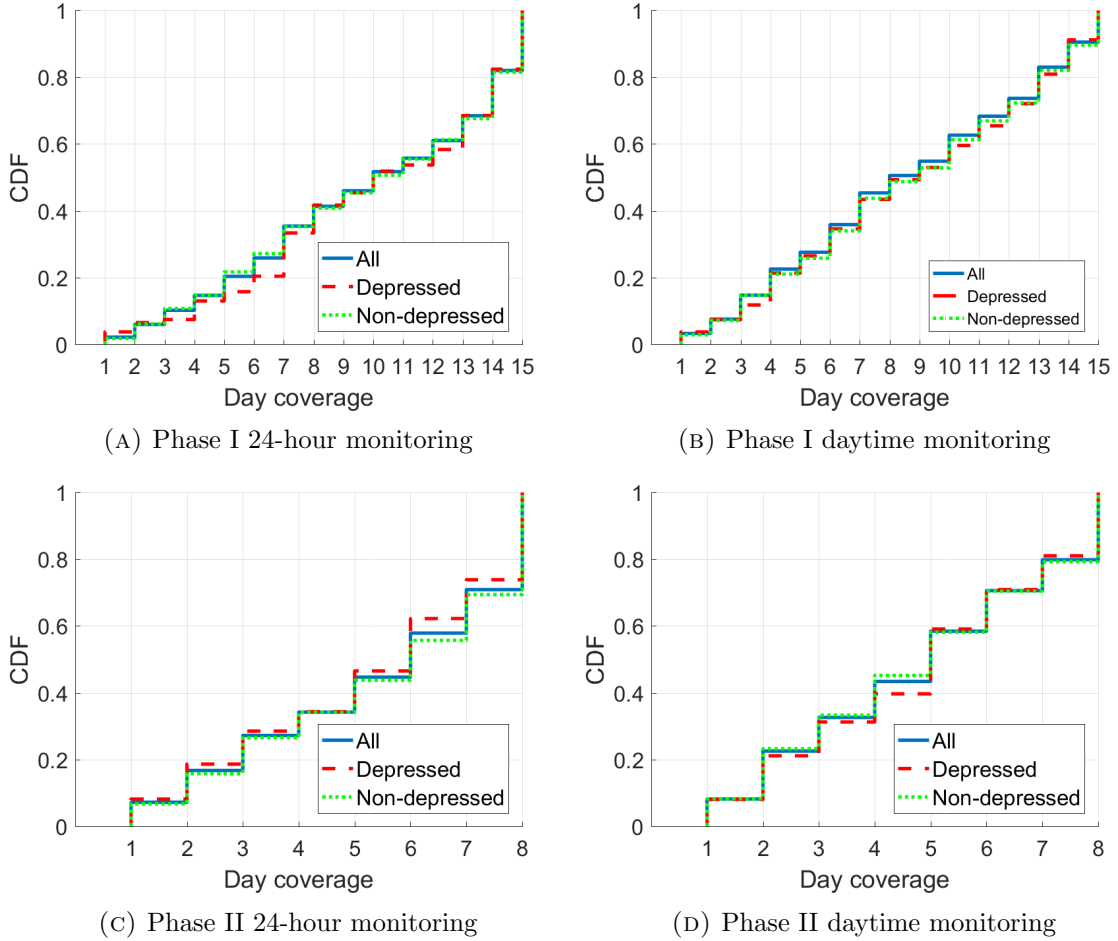 1
0.8
0.6
0.4
0.2
0
CDF
1 2 3 4 5 6 7 8 9 10 11 12 13 14 15
Day coverage
All
Depressed
Non-depressed
(A) Phase I 24-hour monitoring
1
0.8
0.6
0.4
0.2
0
CDF
1 2 3 4 5 6 7 8 9 10 11 12 13 14 15
Day coverage
All
Depressed
Non-depressed
(B) Phase I daytime monitoring
1
0.8
0.6
0.4
0.2
0
CDF
1 2 3 4 5 6 7 8
Day coverage
All
Depressed
Non-depressed
(C) Phase II 24-hour monitoring
1
0.8
0.6
0.4
0.2
0
CDF
1 2 3 4 5 6 7 8
Day coverage
All
Depressed
Non-depressed
(D) Phase II daytime monitoring